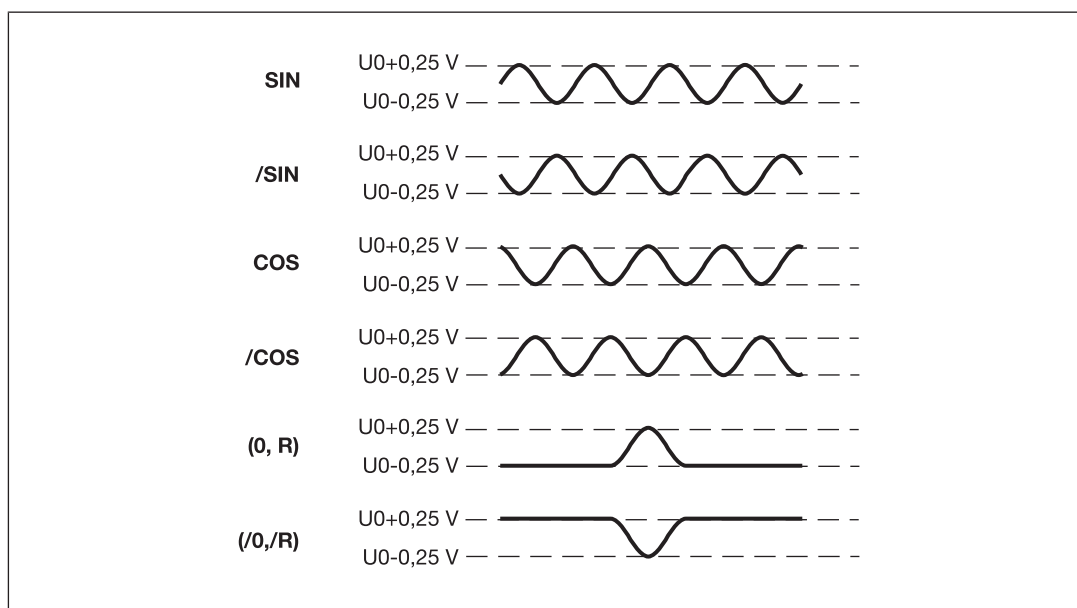 SIN
U0+0,25 V
U0-0,25 V
/SIN
U0+0,25 V
U0-0,25 V
COS
U0+0,25 V
U0-0,25 V
/COS
U0+0,25 V
U0-0,25 V
(0, R)
U0+0,25 V
U0-0,25 V
(/0,/R)
U0+0,25 V
U0-0,25 V